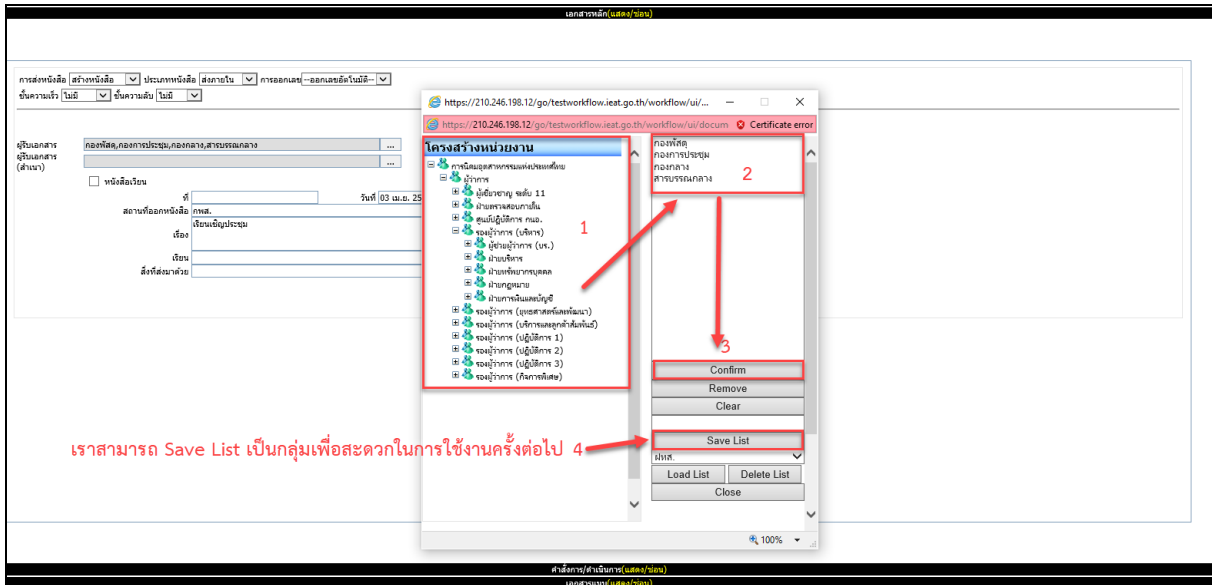 เอกสารหลัก(แสดง/ซ่อน)
การส่งหนังสือ สร้างหนังสือ ประเภทหนังสือ ส่งภายใน การออกเลข --ออกเลขอัตโนมัติ--
ชั้นความเร็ว ไม่มี ชั้นความลับ ไม่มี
ผู้รับเอกสาร กองพัสดุ,กองการประชุม,กองกลาง,สารบรรณกลาง ...
ผู้รับเอกสาร
(สำเนา) ...
หนังสือเวียน
ที่ วันที่ 03 เม.ย. 25
สถานที่ออกหนังสือ กพส.
เรื่อง เรียนเชิญประชุม
เรียน
สิ่งที่ส่งมาด้วย
https://210.246.198.12/go/testworkflow.ieat.go.th/workflow/ui/...
https://210.246.198.12/go/testworkflow.ieat.go.th/workflow/ui/docum Certificate error
โครงสร้างหน่วยงาน
การนิคมอุตสาหกรรมแห่งประเทศไทย
ผู้ว่าการ
ผู้เชี่ยวชาญ ระดับ 11
ฝ่ายตรวจสอบภายใน
ศูนย์ปฏิบัติการ กนอ.
รองผู้ว่าการ (บริหาร)
ผู้ช่วยผู้ว่าการ (บร.)
ฝ่ายบริหาร
ฝ่ายทรัพยากรบุคคล
ฝ่ายกฎหมาย
ฝ่ายการเงินและบัญชี
รองผู้ว่าการ (ยุทธศาสตร์และพัฒนา)
รองผู้ว่าการ (บริการและลูกค้าสัมพันธ์)
รองผู้ว่าการ (ปฏิบัติการ 1)
รองผู้ว่าการ (ปฏิบัติการ 2)
รองผู้ว่าการ (ปฏิบัติการ 3)
รองผู้ว่าการ (กิจการพิเศษ)
1
กองพัสดุ
กองการประชุม
กองกลาง
สารบรรณกลาง
2
3
Confirm
Remove
Clear
Save List
ฝทส.
Load List Delete List
Close
เราสามารถ Save List เป็นกลุ่มเพื่อสะดวกในการใช้งานครั้งต่อไป 4
100%
คำสั่งการ/ดำเนินการ(แสดง/ซ่อน)
เอกสารแนบ(แสดง/ซ่อน)